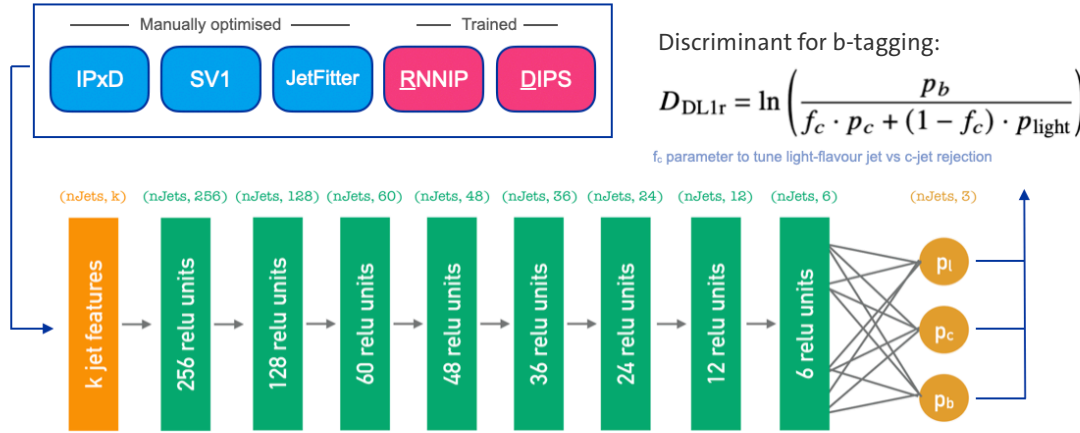 Manually optimised Trained
IPxD SV1 JetFitter RNNIP DIPS
Discriminant for b-tagging:
D_DL1r = ln( p_b / ( f_c · p_c + (1 − f_c) · p_light ) )
f_c parameter to tune light-flavour jet vs c-jet rejection
(nJets, k) (nJets, 256) (nJets, 128) (nJets, 60) (nJets, 48) (nJets, 36) (nJets, 24) (nJets, 12) (nJets, 6) (nJets, 3)
k jet features
256 relu units
128 relu units
60 relu units
48 relu units
36 relu units
24 relu units
12 relu units
6 relu units
p_l
p_c
p_b